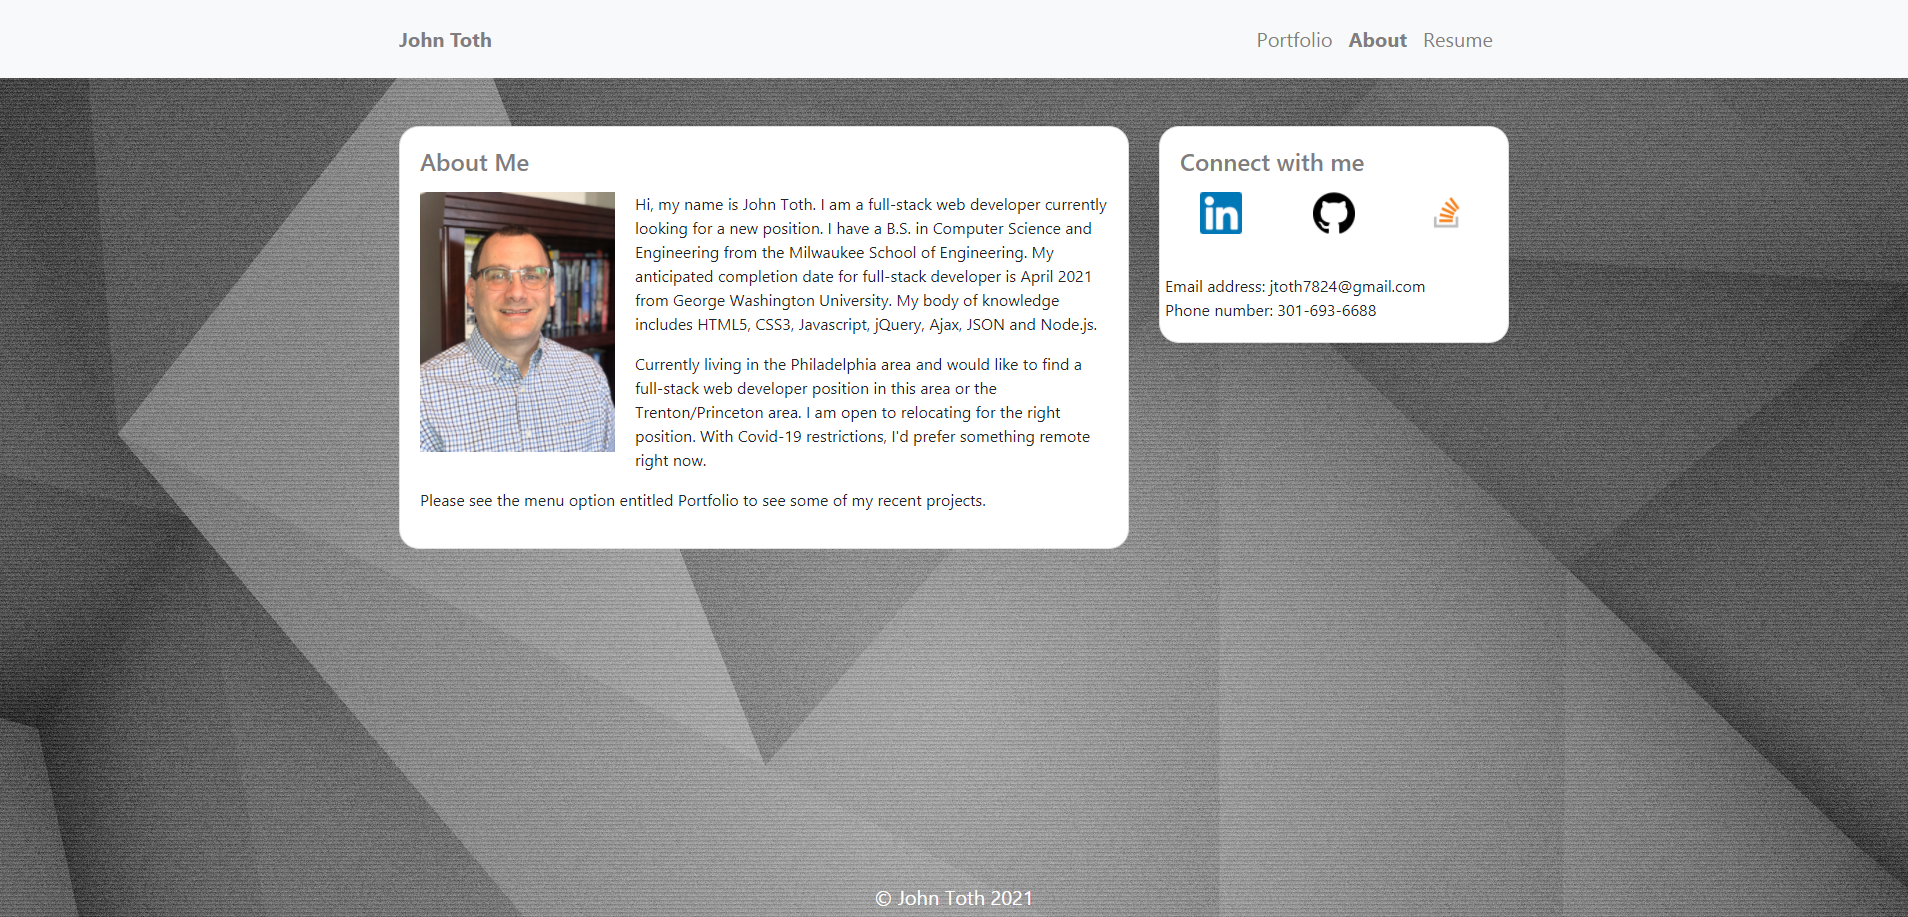 John Toth
Portfolio About Resume
About Me
Hi, my name is John Toth. I am a full-stack web developer currently
looking for a new position. I have a B.S. in Computer Science and
Engineering from the Milwaukee School of Engineering. My
anticipated completion date for full-stack developer is April 2021
from George Washington University. My body of knowledge
includes HTML5, CSS3, Javascript, jQuery, Ajax, JSON and Node.js.
Currently living in the Philadelphia area and would like to find a
full-stack web developer position in this area or the
Trenton/Princeton area. I am open to relocating for the right
position. With Covid-19 restrictions, I'd prefer something remote
right now.
Please see the menu option entitled Portfolio to see some of my recent projects.
Connect with me
in
Email address: jtoth7824@gmail.com
Phone number: 301-693-6688
© John Toth 2021